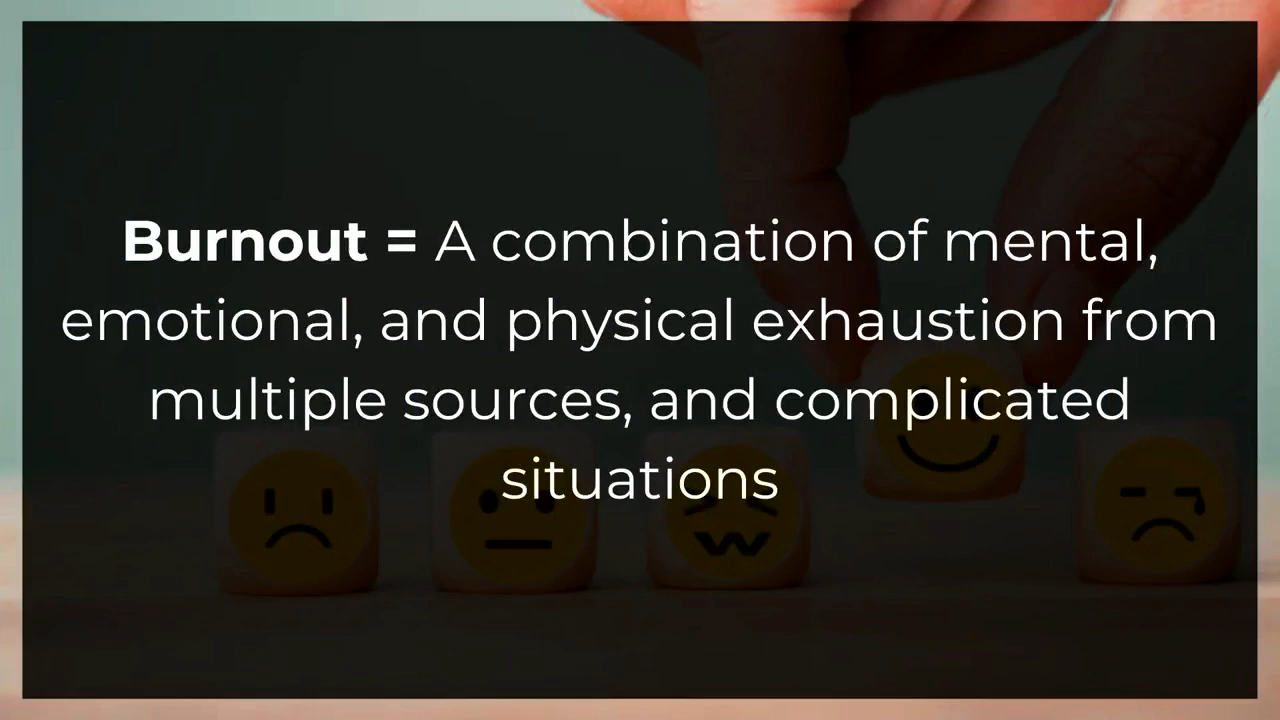 Burnout = A combination of mental,
emotional, and physical exhaustion from
multiple sources, and complicated
situations